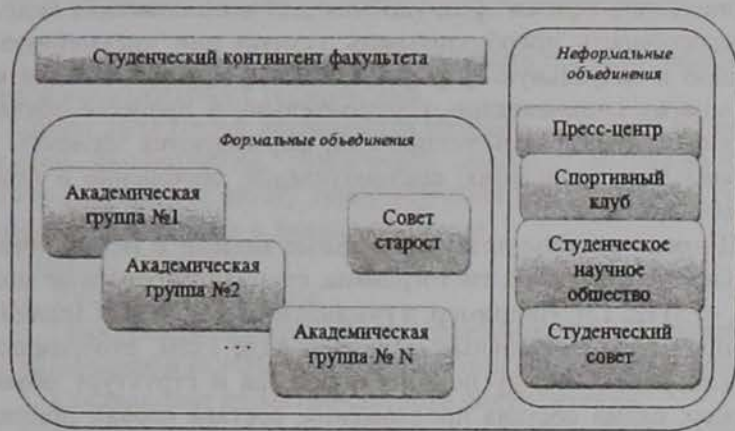 Студенческий контингент факультета
Формальные объединения
Академическая
группа №1
Академическая
группа №2
...
Академическая
группа № N
Совет
старост
Неформальные
объединения
Пресс-центр
Спортивный
клуб
Студенческое
научное
общество
Студенческий
совет